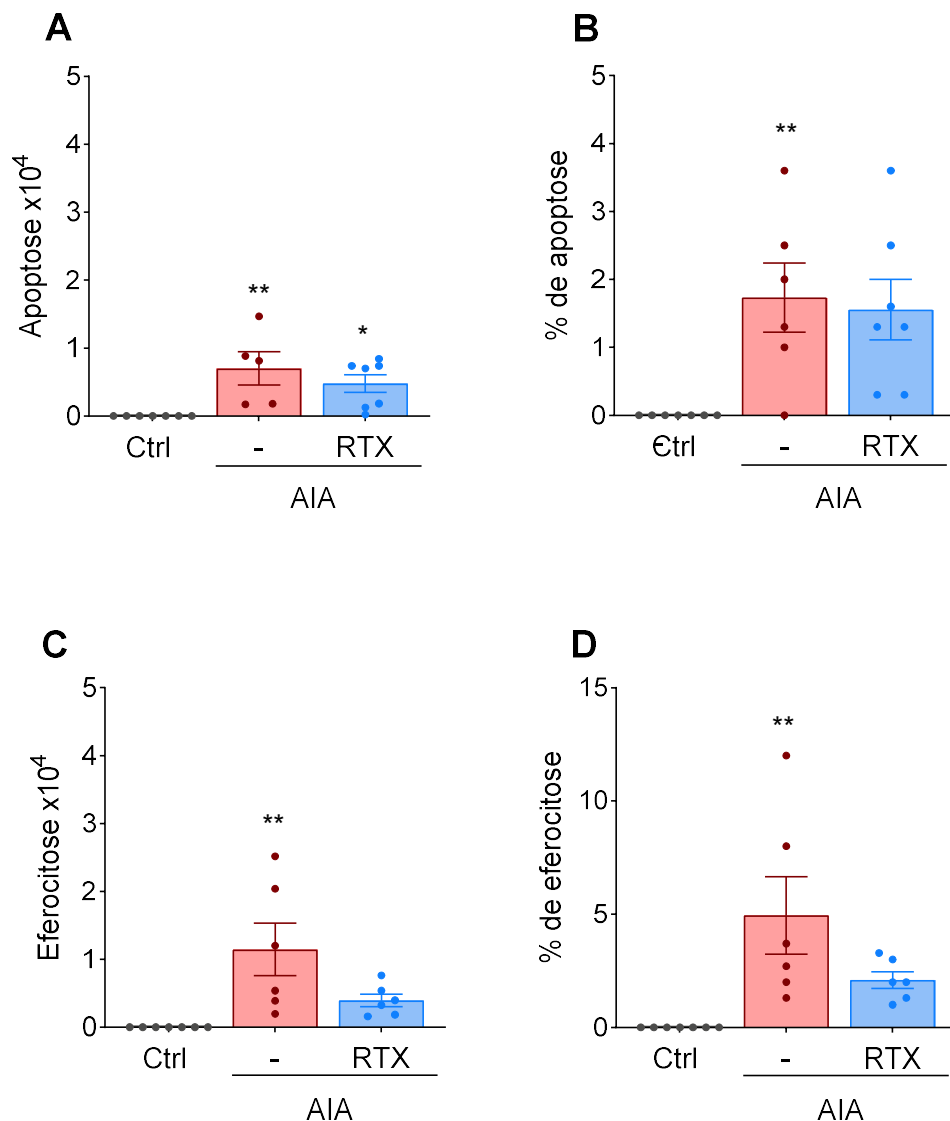 A
Apoptose x10⁴
5
4
3
2
1
0
**
*
Ctrl
-
RTX
AIA
B
% de apoptose
5
4
3
2
1
0
**
Єtrl
-
RTX
AIA
C
Eferocitose x10⁴
5
4
3
2
1
0
**
Ctrl
-
RTX
AIA
D
% de eferocitose
15
10
5
0
**
Ctrl
-
RTX
AIA